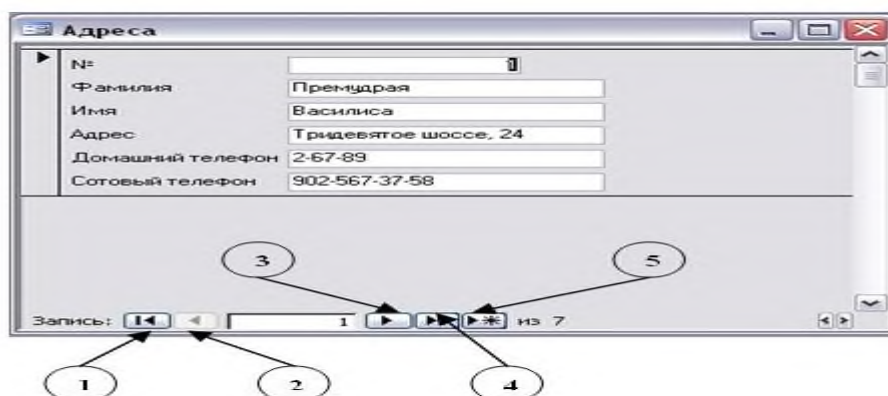 Адреса
№ 1
Фамилия Премудрая
Имя Василиса
Адрес Тридевятое шоссе, 24
Домашний телефон 2-67-89
Сотовый телефон 902-567-37-58
3 5
Запись: 1 из 7
1 2 4